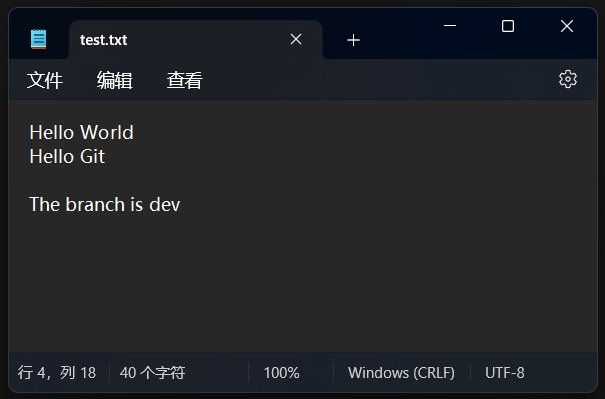 test.txt
文件 编辑 查看
Hello World
Hello Git
The branch is dev
行 4，列 18 40 个字符 100% Windows (CRLF) UTF-8